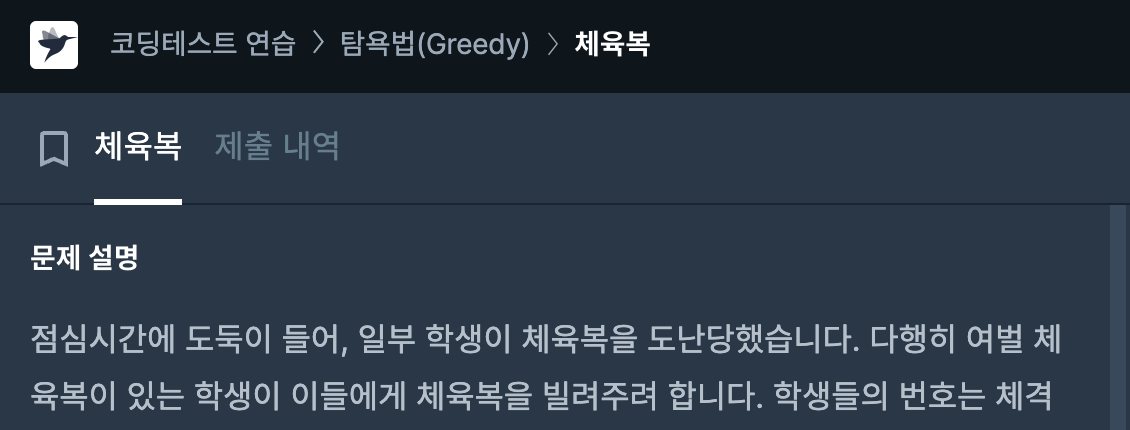 코딩테스트 연습 > 탐욕법(Greedy) > 체육복
체육복 제출 내역
문제 설명
점심시간에 도둑이 들어, 일부 학생이 체육복을 도난당했습니다. 다행히 여벌 체
육복이 있는 학생이 이들에게 체육복을 빌려주려 합니다. 학생들의 번호는 체격